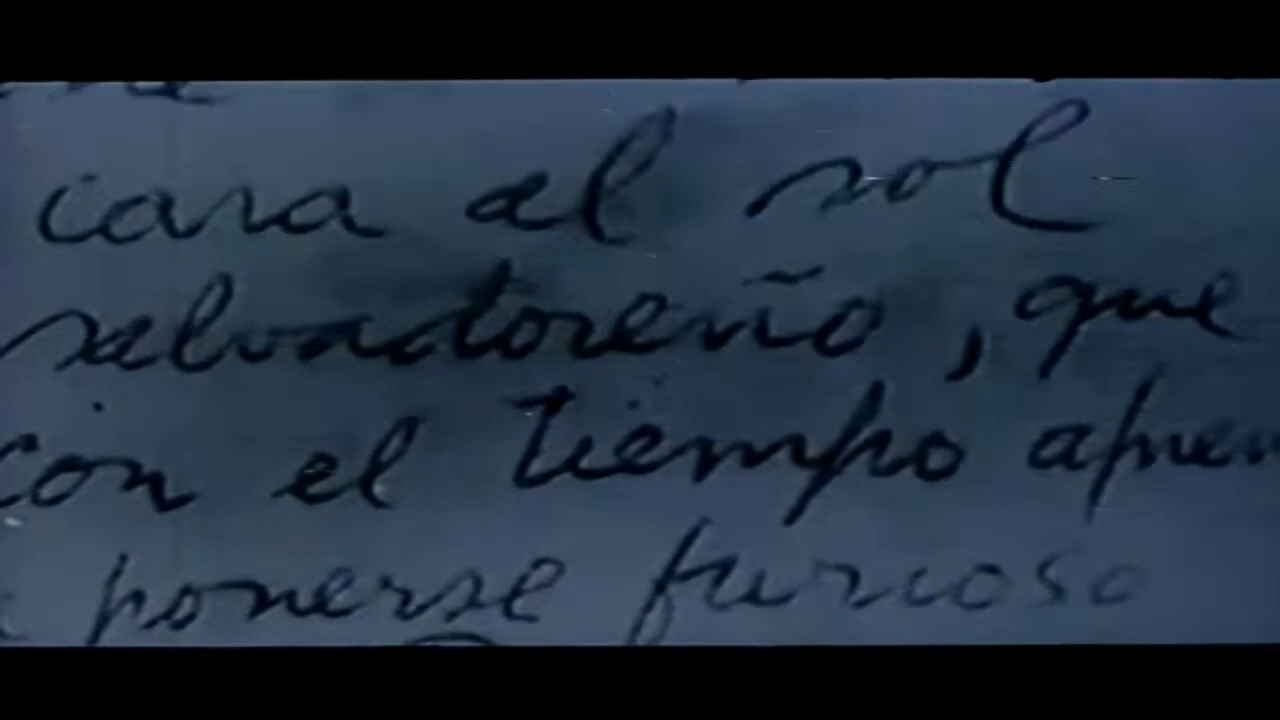 cara al sol
salvadoreño, que
con el tiempo
ponerse furioso